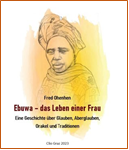 Fred Ohenhen
Ebuwa – das Leben einer Frau
Eine Geschichte über Glauben, Aberglauben,
Orakel und Traditionen